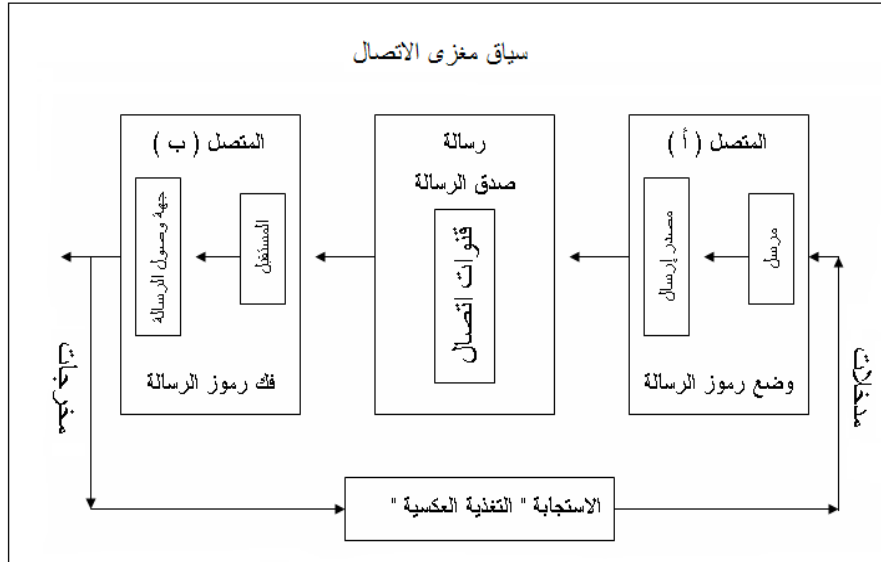 سياق مغزى الاتصال
المتصل ( أ )
مرسل
مصدر إرسال
وضع رموز الرسالة
رسالة
صدق الرسالة
قنوات اتصال
المتصل ( ب )
المستقبل
جهة وصول الرسالة
فك رموز الرسالة
مدخلات
مخرجات
الاستجابة " التغذية العكسية "